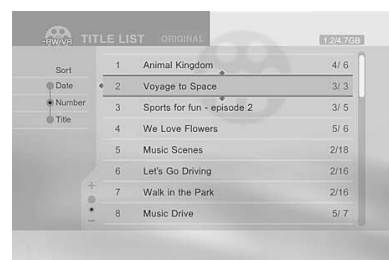 -RW/VR TITLE LIST ORIGINAL 1.2/4.7GB
Sort
Date
Number
Title
1 Animal Kingdom 4/ 6
2 Voyage to Space 3/ 3
3 Sports for fun - episode 2 3/ 5
4 We Love Flowers 5/ 6
5 Music Scenes 2/18
6 Let's Go Driving 2/16
7 Walk in the Park 2/16
8 Music Drive 5/ 7